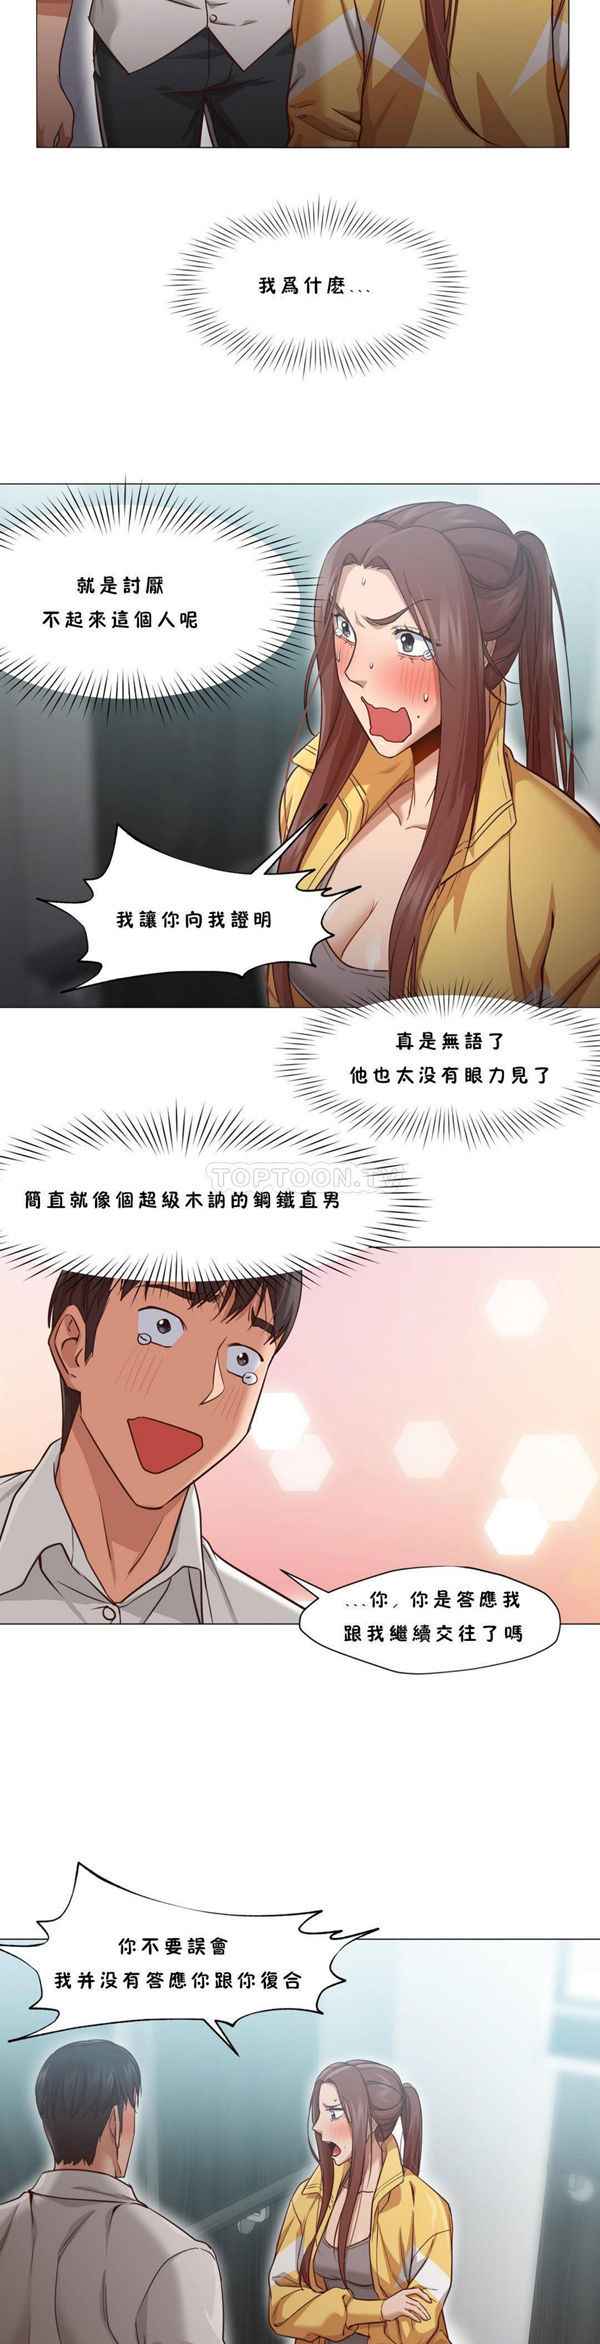 我爲什麽...
就是討厭
不起來這個人呢
我讓你向我證明
真是無語了
他也太没有眼力見了
TOPTOON.TV
簡直就像個超級木訥的鋼鐵直男
...你, 你是答應我
跟我繼續交往了嗎
你不要誤會
我并没有答應你跟你復合